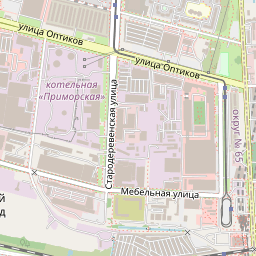 улица Оптиков
улица Оптиков
котельная
«Приморская»
Стародеревенская улица
округ № 65
Мебельная улица
й
д